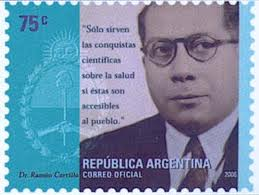 75c
"Sólo sirven
las conquistas
científicas
sobre la salud
si éstas son
accesibles
al pueblo."
Dr. Ramón Carrillo
REPÚBLICA ARGENTINA
CORREO OFICIAL
2006